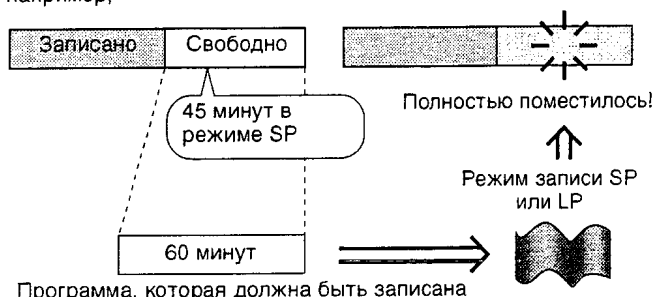 например,
Записано Свободно
45 минут в
режиме SP
Полностью поместилось!
Режим записи SP
или LP
60 минут
Программа, которая должна быть записана